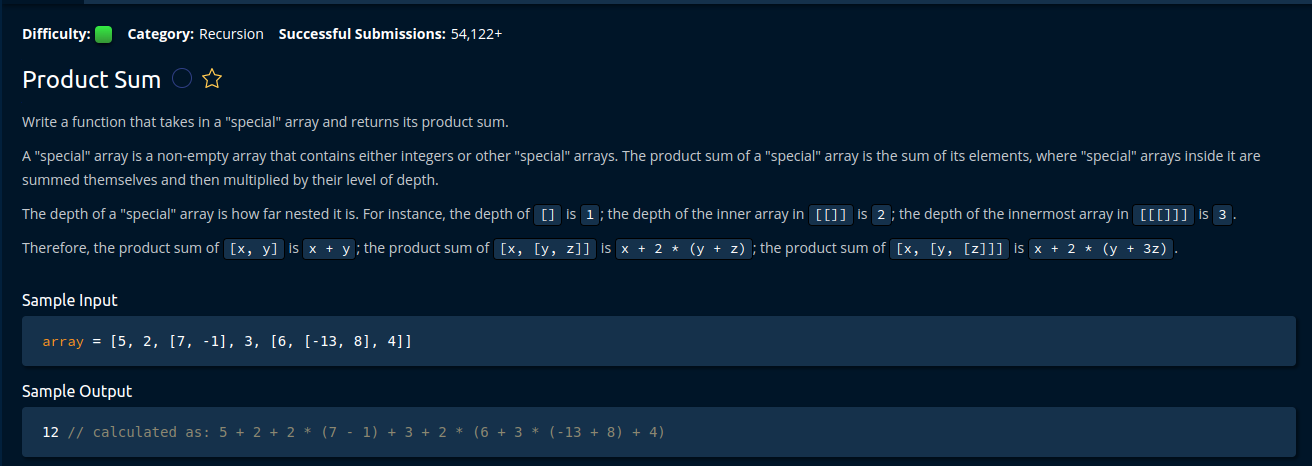 Difficulty: Category: Recursion Successful Submissions: 54,122+
Product Sum
Write a function that takes in a "special" array and returns its product sum.
A "special" array is a non-empty array that contains either integers or other "special" arrays. The product sum of a "special" array is the sum of its elements, where "special" arrays inside it are
summed themselves and then multiplied by their level of depth.
The depth of a "special" array is how far nested it is. For instance, the depth of [] is 1; the depth of the inner array in [[]] is 2; the depth of the innermost array in [[[]]] is 3.
Therefore, the product sum of [x, y] is x + y; the product sum of [x, [y, z]] is x + 2 * (y + z); the product sum of [x, [y, [z]]] is x + 2 * (y + 3z).
Sample Input
array = [5, 2, [7, -1], 3, [6, [-13, 8], 4]]
Sample Output
12 // calculated as: 5 + 2 + 2 * (7 - 1) + 3 + 2 * (6 + 3 * (-13 + 8) + 4)